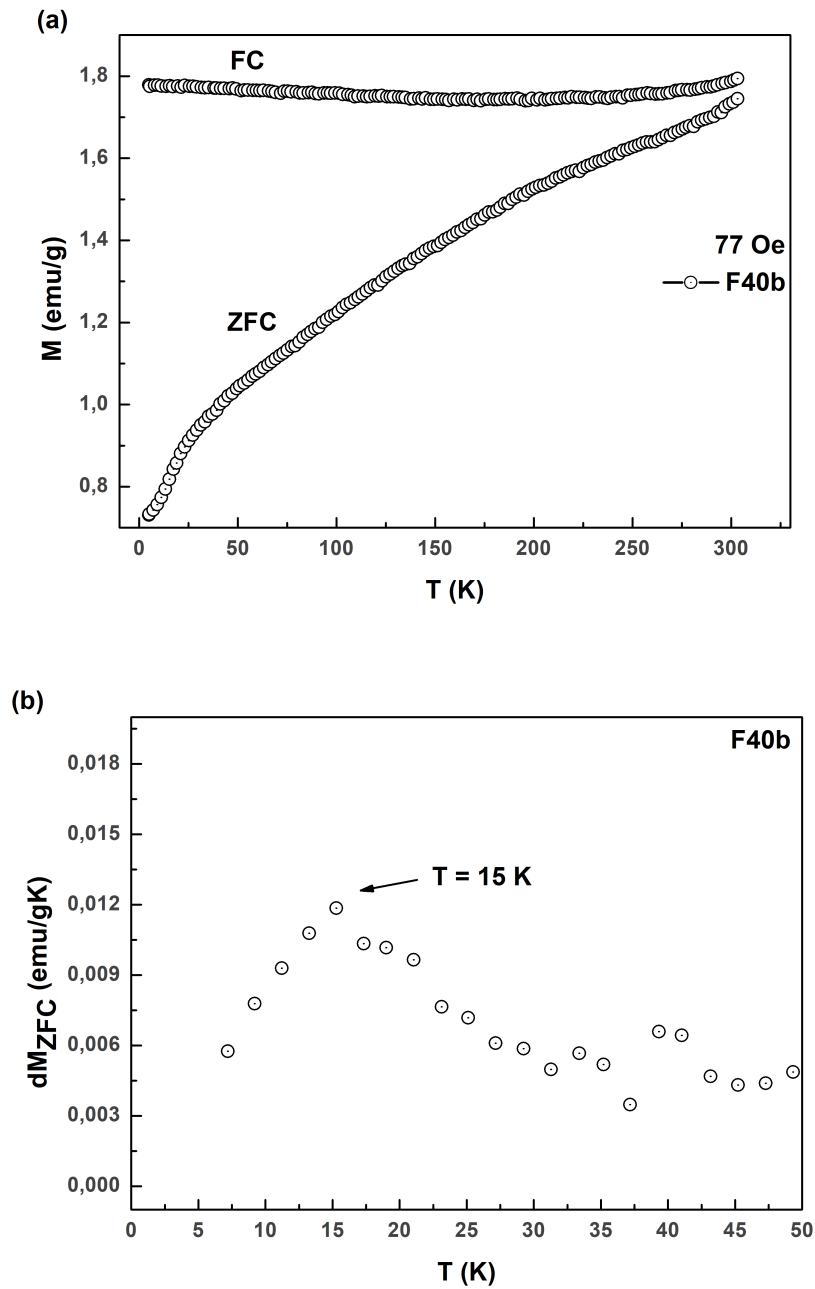 (a)
FC
1,8
1,6
1,4
1,2
1,0
0,8
M (emu/g)
ZFC
77 Oe
F40b
0 50 100 150 200 250 300
T (K)
(b)
F40b
0,018
0,015
0,012
0,009
0,006
0,003
0,000
dMZFC (emu/gK)
T = 15 K
0 5 10 15 20 25 30 35 40 45 50
T (K)